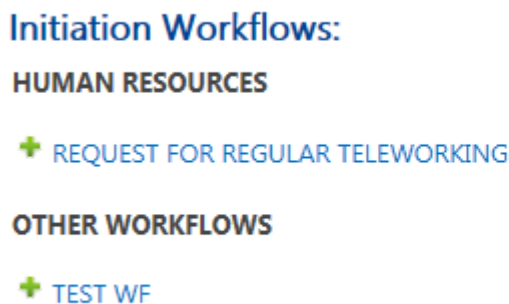 Initiation Workflows:
HUMAN RESOURCES
REQUEST FOR REGULAR TELEWORKING
OTHER WORKFLOWS
TEST WF